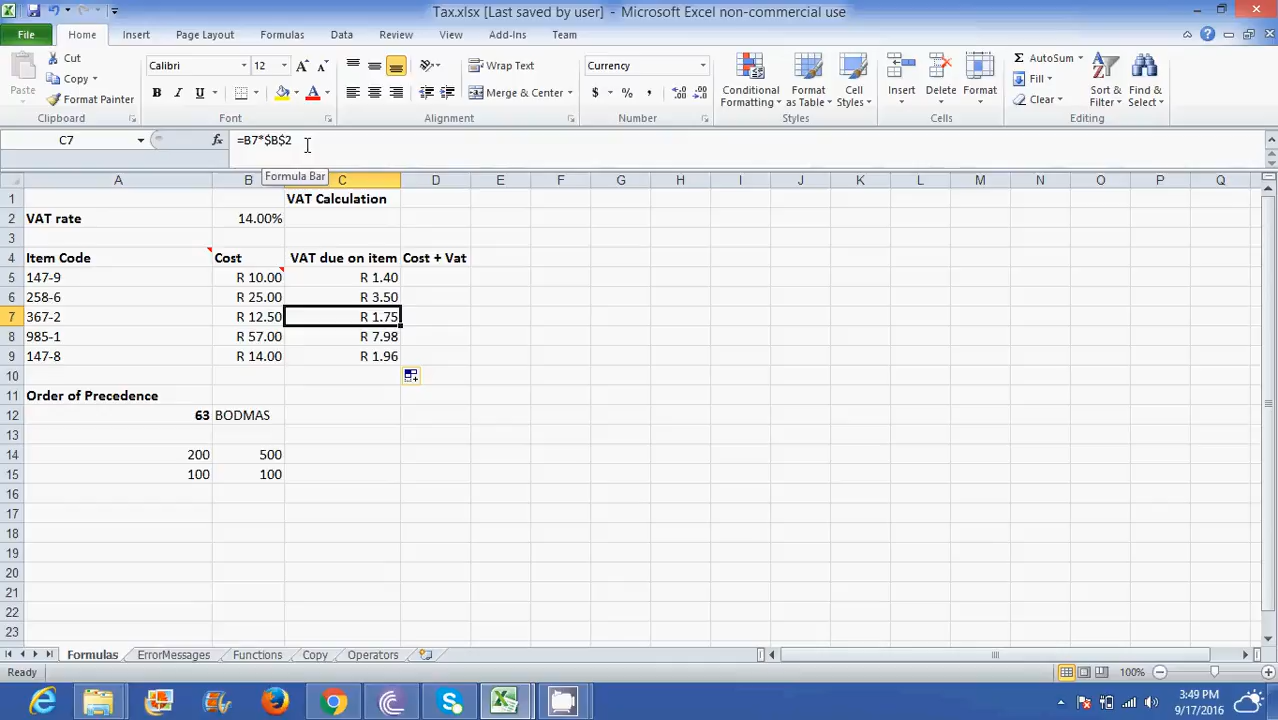 Tax.xlsx [Last saved by user] - Microsoft Excel non-commercial use
File Home Insert Page Layout Formulas Data Review View Add-Ins Team
Cut
Copy
Format Painter
Paste
Clipboard
Calibri 12
B I U A
Font
Wrap Text
Merge & Center
Alignment
Currency
$ % ,
Number
Conditional Formatting
Format as Table
Cell Styles
Styles
Insert Delete Format
Cells
Σ AutoSum
Fill
Clear
Sort & Filter
Find & Select
Editing
C7 fx =B7*$B$2
Formula Bar
A B C D E F G H I J K L M N O P Q
1 VAT Calculation
2 VAT rate 14.00%
3
4 Item Code Cost VAT due on item Cost + Vat
5 147-9 R 10.00 R 1.40
6 258-6 R 25.00 R 3.50
7 367-2 R 12.50 R 1.75
8 985-1 R 57.00 R 7.98
9 147-8 R 14.00 R 1.96
10
11 Order of Precedence
12 63 BODMAS
13
14 200 500
15 100 100
16
17
18
19
20
21
22
23
Formulas ErrorMessages Functions Copy Operators
Ready 100%
3:49 PM
9/17/2016